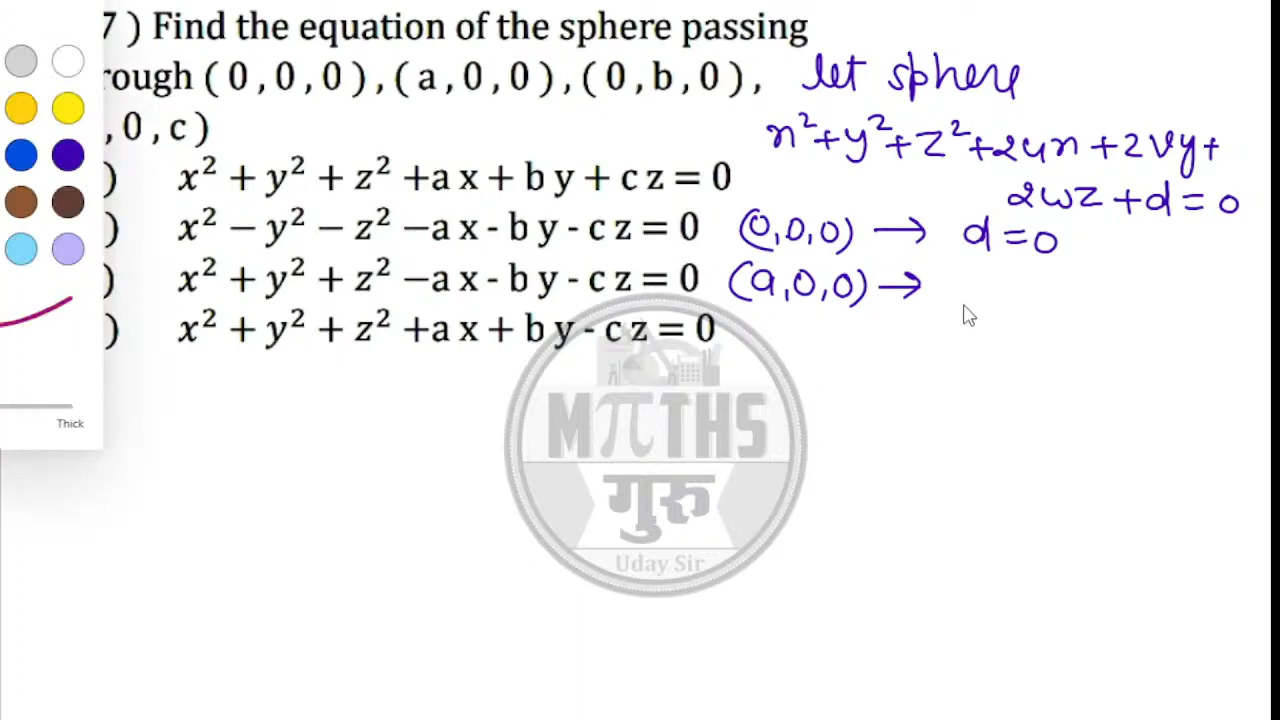 7 ) Find the equation of the sphere passing
rough ( 0 , 0 , 0 ) , ( a , 0 , 0 ) , ( 0 , b , 0 ) ,
, 0 , c )
) x² + y² + z² +a x + b y + c z = 0
) x² − y² − z² −a x - b y - c z = 0
) x² + y² + z² −a x - b y - c z = 0
) x² + y² + z² +a x + b y - c z = 0
let sphere
x²+y²+z²+2ux+2vy+
2wz+d=0
(0,0,0) → d=0
(a,0,0) →
Thick
MπTHS
गुरु
Uday Sir